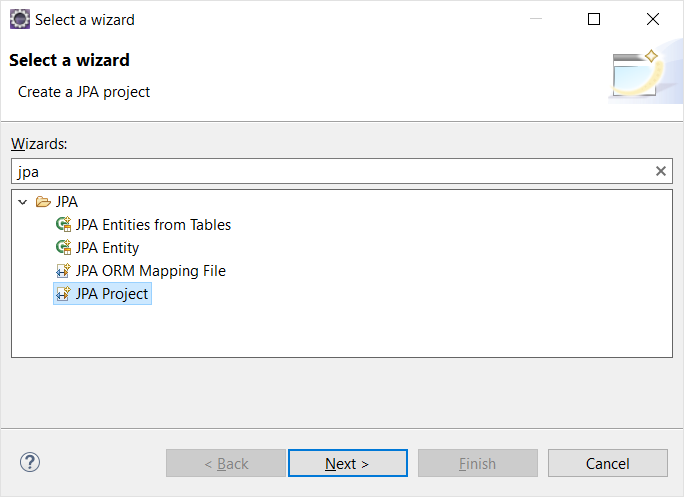 Select a wizard
Select a wizard
Create a JPA project
Wizards:
jpa
JPA
JPA Entities from Tables
JPA Entity
JPA ORM Mapping File
JPA Project
? < Back Next > Finish Cancel